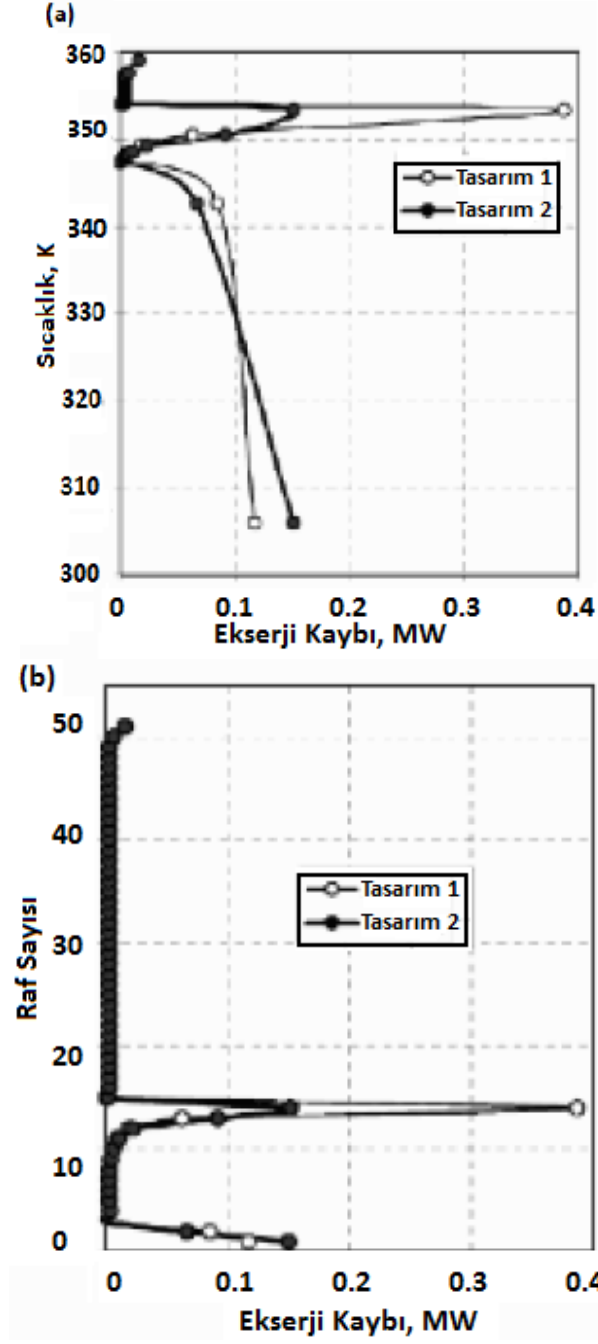 (a)
360
350
340
330
320
310
300
Sıcaklık, K
Tasarım 1
Tasarım 2
0 0.1 0.2 0.3 0.4
Ekserji Kaybı, MW
(b)
50
40
30
20
10
0
Raf Sayısı
Tasarım 1
Tasarım 2
0 0.1 0.2 0.3 0.4
Ekserji Kaybı, MW